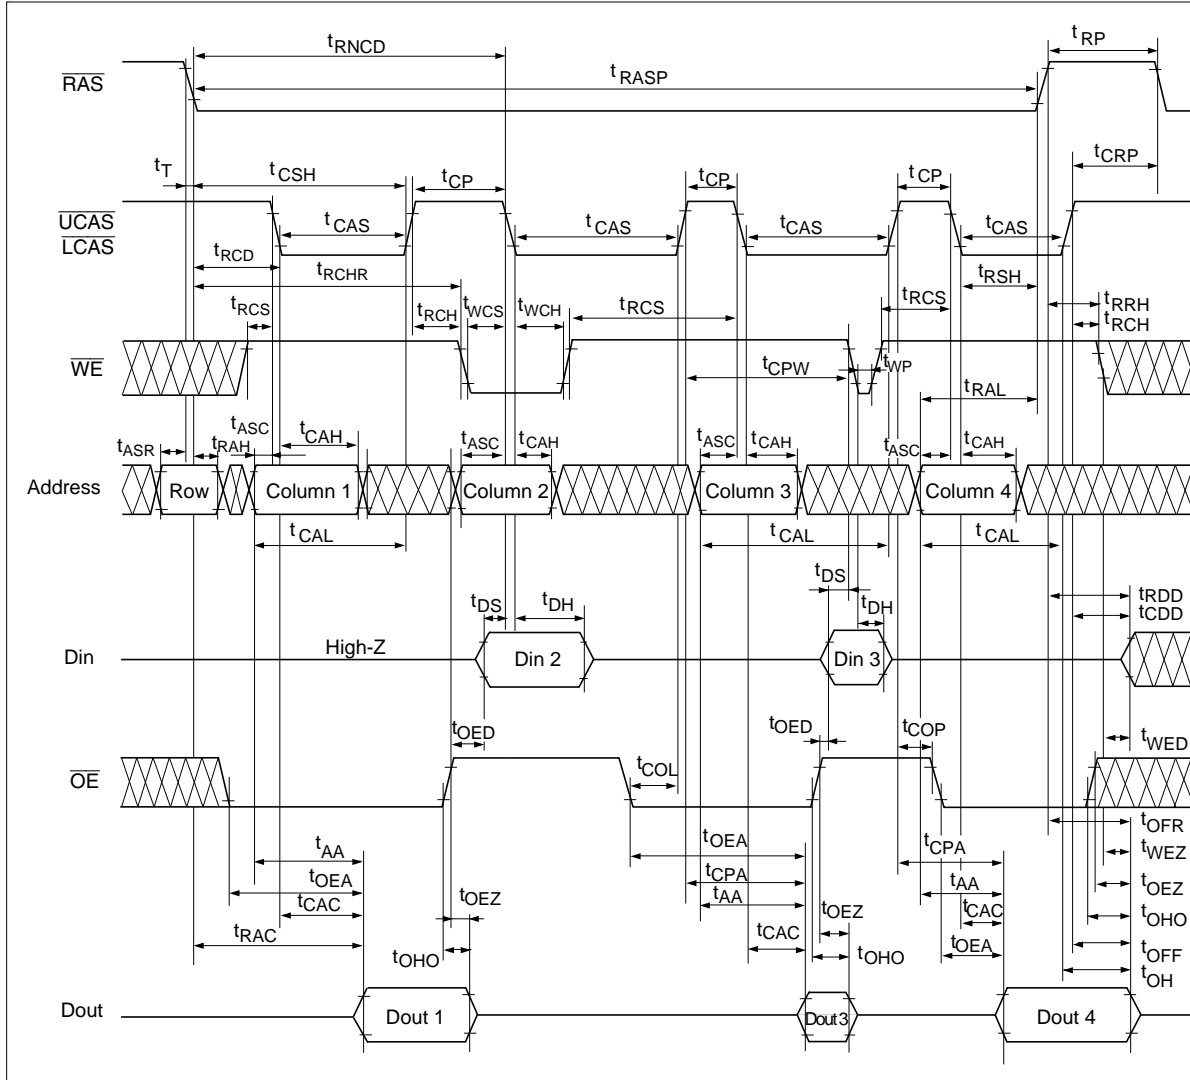 tRNCD
tRP
RAS
tRASP
tCRP
tT
tCSH
tCP
tCP
tCP
UCAS
LCAS
tCAS
tCAS
tCAS
tCAS
tRCD
tRCHR
tRSH
tRCS
tRCH
tWCS
tWCH
tRCS
tRCS
tRRH
tRCH
WE
tCPW
tWP
tRAL
tASR
tRAH
tASC
tCAH
tASC
tCAH
tASC
tCAH
tASC
tCAH
Address
Row
Column 1
Column 2
Column 3
Column 4
tCAL
tCAL
tCAL
tDS
tDH
tDS
tDH
tRDD
tCDD
Din
High-Z
Din 2
Din 3
tOED
tOED
tCOP
tWED
OE
tCOL
tOFR
tAA
tOEA
tCPA
tWEZ
tOEA
tOEZ
tCPA
tAA
tAA
tOEZ
tCAC
tOEZ
tCAC
tOHO
tRAC
tOHO
tCAC
tOHO
tOEA
tOFF
tOH
Dout
Dout 1
Dout 3
Dout 4